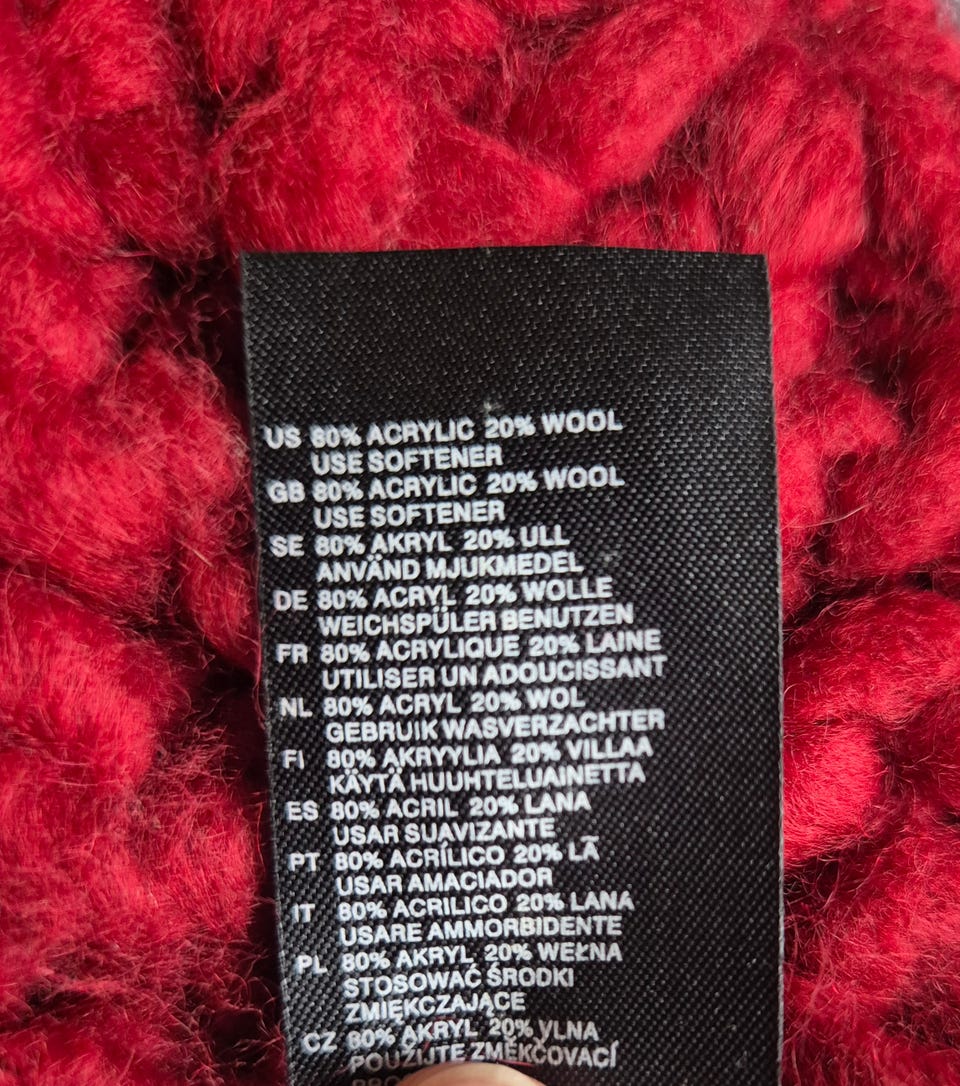 US 80% ACRYLIC 20% WOOL
USE SOFTENER
GB 80% ACRYLIC 20% WOOL
USE SOFTENER
SE 80% AKRYL 20% ULL
ANVÄND MJUKMEDEL
DE 80% ACRYL 20% WOLLE
WEICHSPÜLER BENUTZEN
FR 80% ACRYLIQUE 20% LAINE
UTILISER UN ADOUCISSANT
NL 80% ACRYL 20% WOL
GEBRUIK WASVERZACHTER
FI 80% AKRYYLIA 20% VILLAA
KÄYTÄ HUUHTELUAINETTA
ES 80% ACRIL 20% LANA
USAR SUAVIZANTE
PT 80% ACRÍLICO 20% LÃ
USAR AMACIADOR
IT 80% ACRILICO 20% LANA
USARE AMMORBIDENTE
PL 80% AKRYL 20% WEŁNA
STOSOWAĆ ŚRODKI
ZMIĘKCZAJĄCE
CZ 80% AKRYL 20% VLNA
POUŽIJTE ZMĚKČOVACÍ